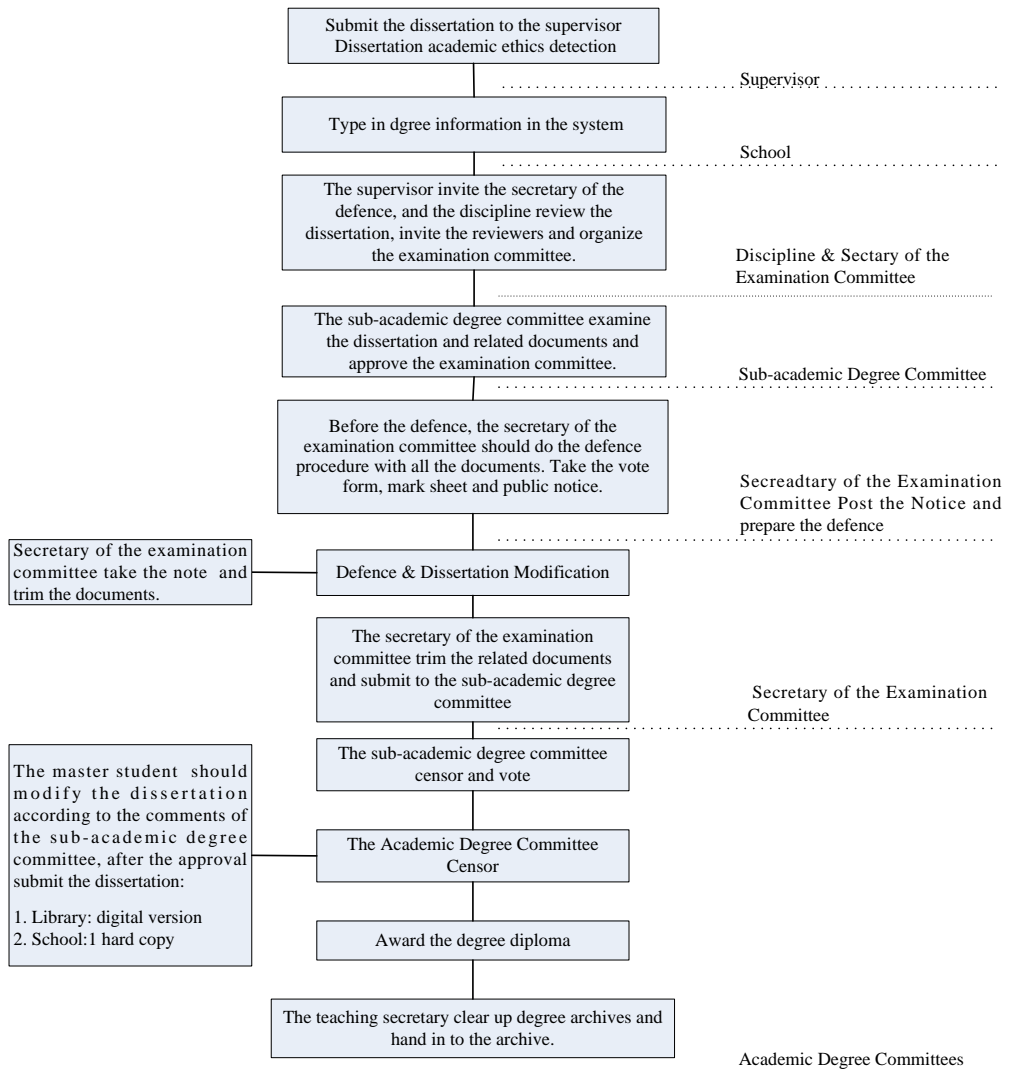 Submit the dissertation to the supervisor
Dissertation academic ethics detection
Supervisor
Type in dgree information in the system
School
The supervisor invite the secretary of the
defence, and the discipline review the
dissertation, invite the reviewers and organize
the examination committee.
Discipline & Sectary of the
Examination Committee
The sub-academic degree committee examine
the dissertation and related documents and
approve the examination committee.
Sub-academic Degree Committee
Before the defence, the secretary of the
examination committee should do the defence
procedure with all the documents. Take the vote
form, mark sheet and public notice.
Secreadtary of the Examination
Committee Post the Notice and
prepare the defence
Secretary of the examination
committee take the note and
trim the documents.
Defence & Dissertation Modification
The secretary of the examination
committee trim the related documents
and submit to the sub-academic degree
committee
Secretary of the Examination
Committee
The sub-academic degree committee
censor and vote
The master student should
modify the dissertation
according to the comments of
the sub-academic degree
committee, after the approval
submit the dissertation:
1. Library: digital version
2. School:1 hard copy
The Academic Degree Committee
Censor
Award the degree diploma
The teaching secretary clear up degree archives and
hand in to the archive.
Academic Degree Committees